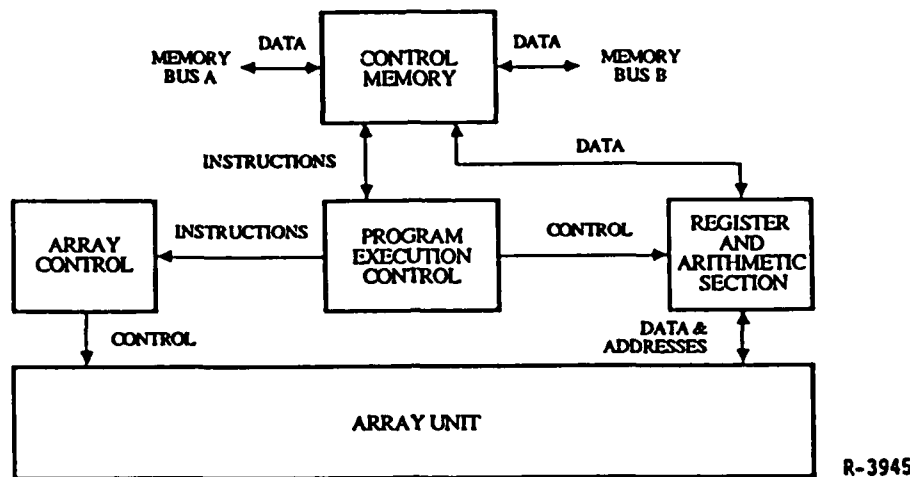 DATA
DATA
MEMORY
BUS A
CONTROL
MEMORY
MEMORY
BUS B
INSTRUCTIONS
DATA
ARRAY
CONTROL
INSTRUCTIONS
PROGRAM
EXECUTION
CONTROL
CONTROL
REGISTER
AND
ARITHMETIC
SECTION
CONTROL
DATA &
ADDRESSES
ARRAY UNIT
R-3945